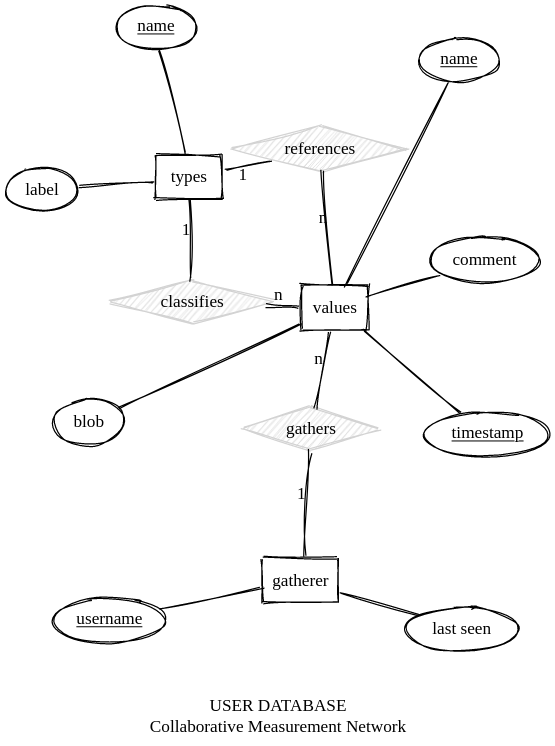 name
name
references
types
1
label
n
1
comment
n
classifies
values
n
blob
gathers
timestamp
1
gatherer
username
last seen
USER DATABASE
Collaborative Measurement Network